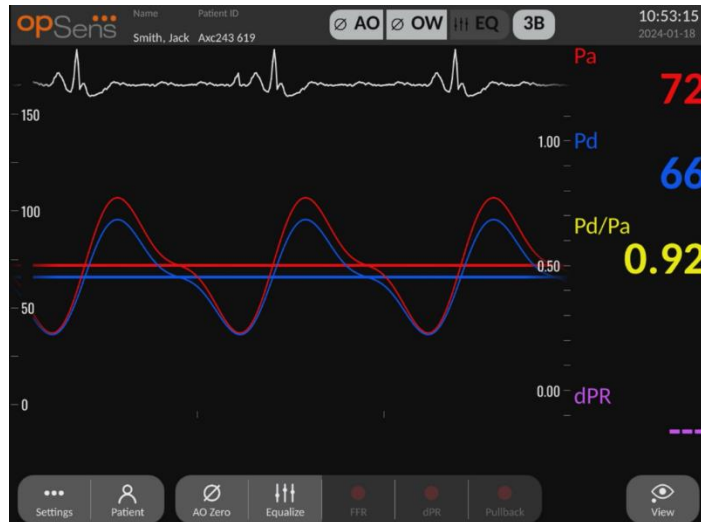 opSens
Name Patient ID
Smith, Jack Axc243 619
Ø AO Ø OW EQ 3B
10:53:15
2024-01-18
Pa
72
150
1.00
Pd
66
100
Pd/Pa
0.92
0.50
50
0.00
dPR
---
0
Settings Patient AO Zero Equalize FFR dPR Pullback View